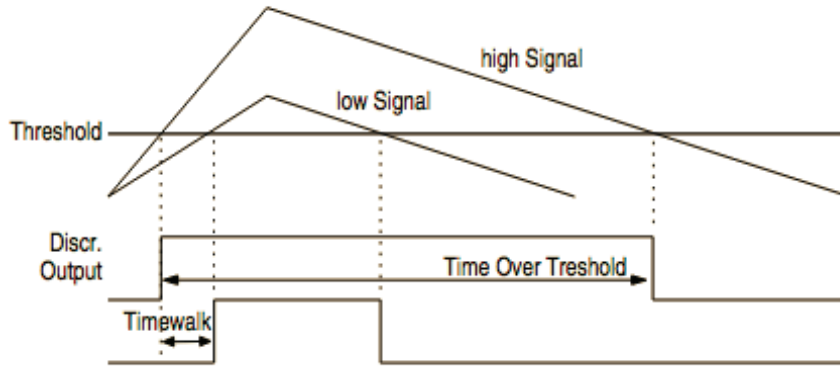 high Signal
low Signal
Threshold
Discr.
Output
Time Over Treshold
Timewalk